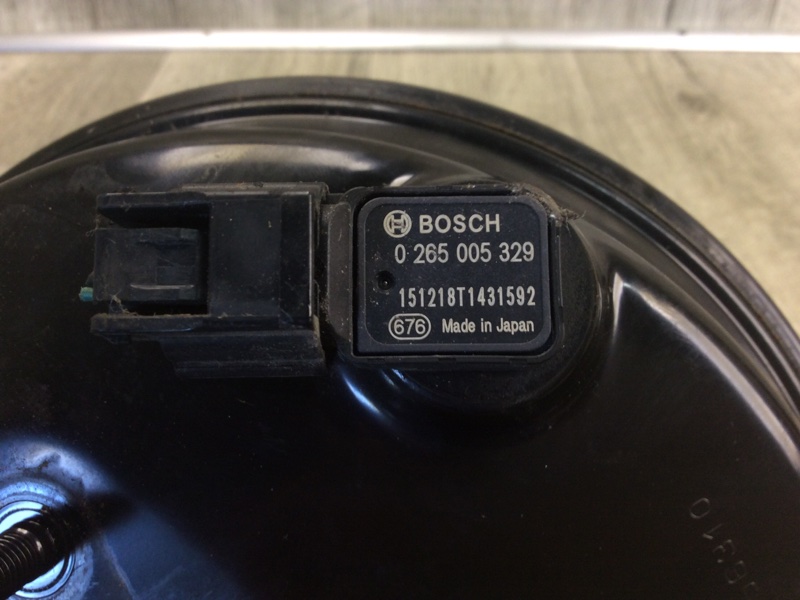 BOSCH
0 265 005 329
151218T1431592
676 Made in Japan